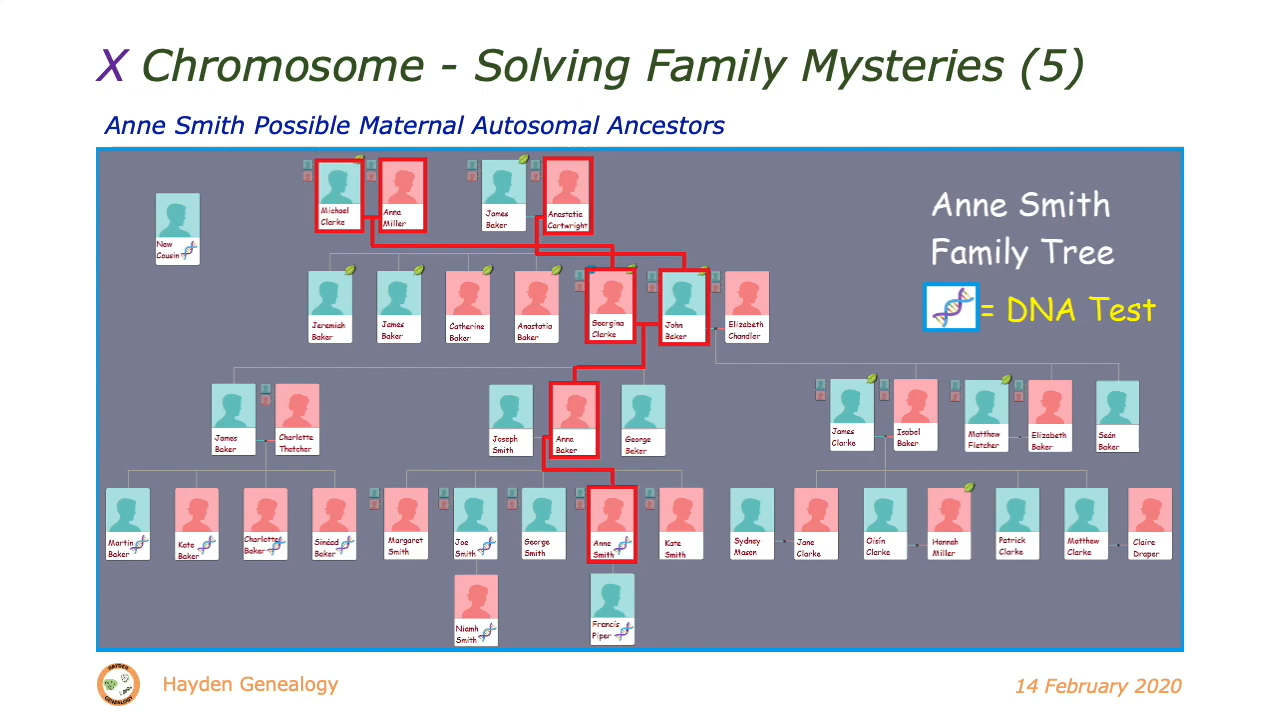 X Chromosome - Solving Family Mysteries (5)
Anne Smith Possible Maternal Autosomal Ancestors
Michael
Clarke
Anna
Miller
James
Baker
Anastatia
Cartwright
New
Cousin
Anne Smith
Family Tree
= DNA Test
Jeremiah
Baker
James
Baker
Catherine
Baker
Anastatia
Baker
Georgina
Clarke
John
Baker
Elizabeth
Chandler
James
Baker
Charlotte
Thatcher
Joseph
Smith
Anna
Baker
George
Baker
James
Clarke
Isabel
Baker
Matthew
Fletcher
Elizabeth
Baker
Seán
Baker
Martin
Baker
Kate
Baker
Charlotte
Baker
Sinéad
Baker
Margaret
Smith
Joe
Smith
George
Smith
Anne
Smith
Kate
Smith
Sydney
Mason
Jane
Clarke
Oisín
Clarke
Hannah
Miller
Patrick
Clarke
Matthew
Clarke
Claire
Draper
Niamh
Smith
Francis
Piper
HAYDEN
GENEALOGY
Hayden Genealogy
14 February 2020